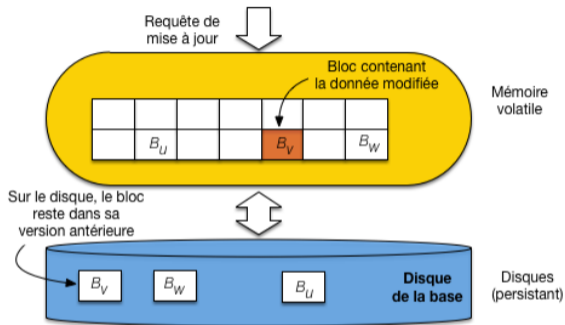 Requête de
mise à jour
Bloc contenant
la donnée modifiée
Mémoire
volatile
B_u
B_v
B_w
Sur le disque, le bloc
reste dans sa
version antérieure
B_v
B_w
B_u
Disque
de la base
Disques
(persistant)